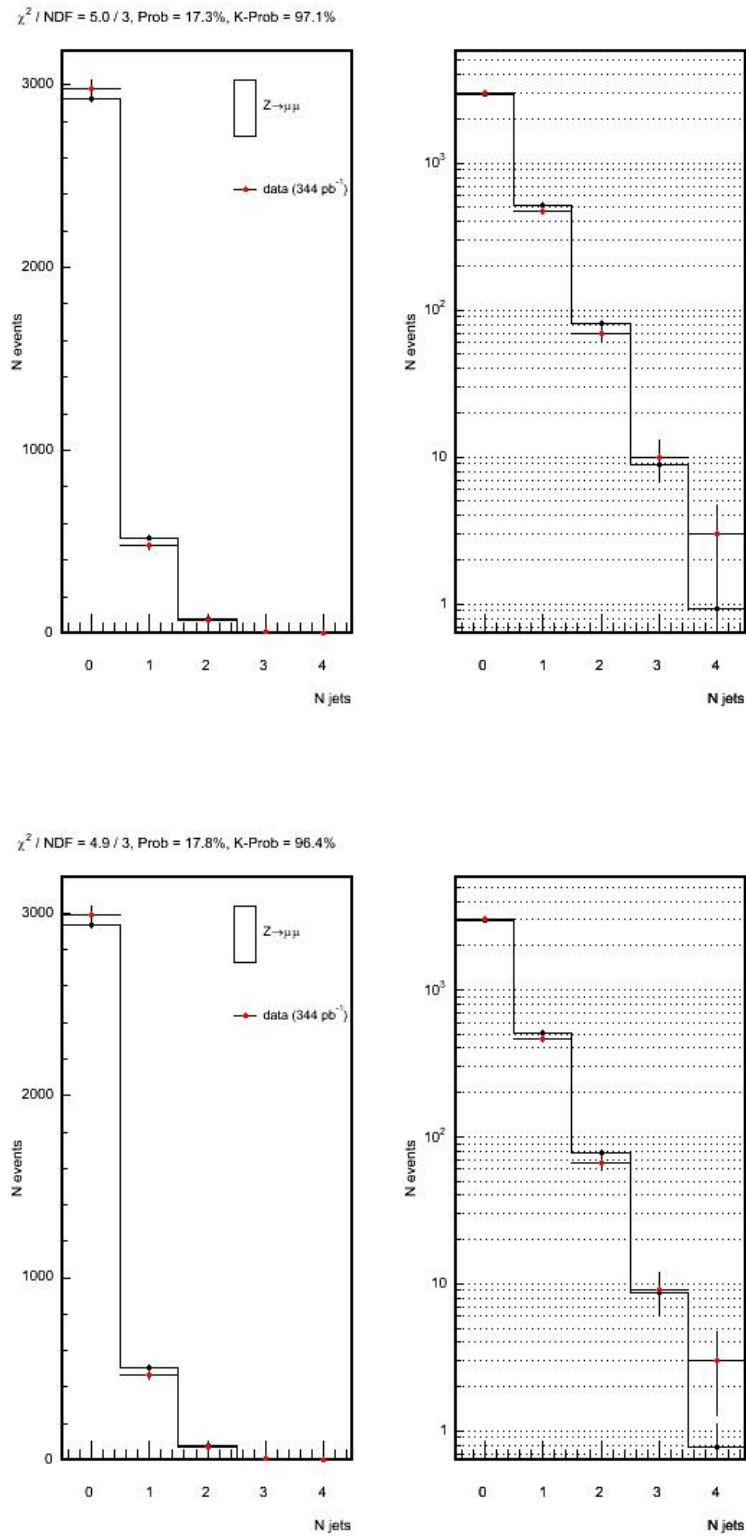 χ² / NDF = 5.0 / 3, Prob = 17.3%, K-Prob = 97.1%
N events
3000
2000
1000
0
Z→μμ
data (344 pb⁻¹)
0 1 2 3 4
N jets
N events
10³
10²
10
1
0 1 2 3 4
N jets
χ² / NDF = 4.9 / 3, Prob = 17.8%, K-Prob = 96.4%
N events
3000
2000
1000
0
Z→μμ
data (344 pb⁻¹)
0 1 2 3 4
N jets
N events
10³
10²
10
1
0 1 2 3 4
N jets